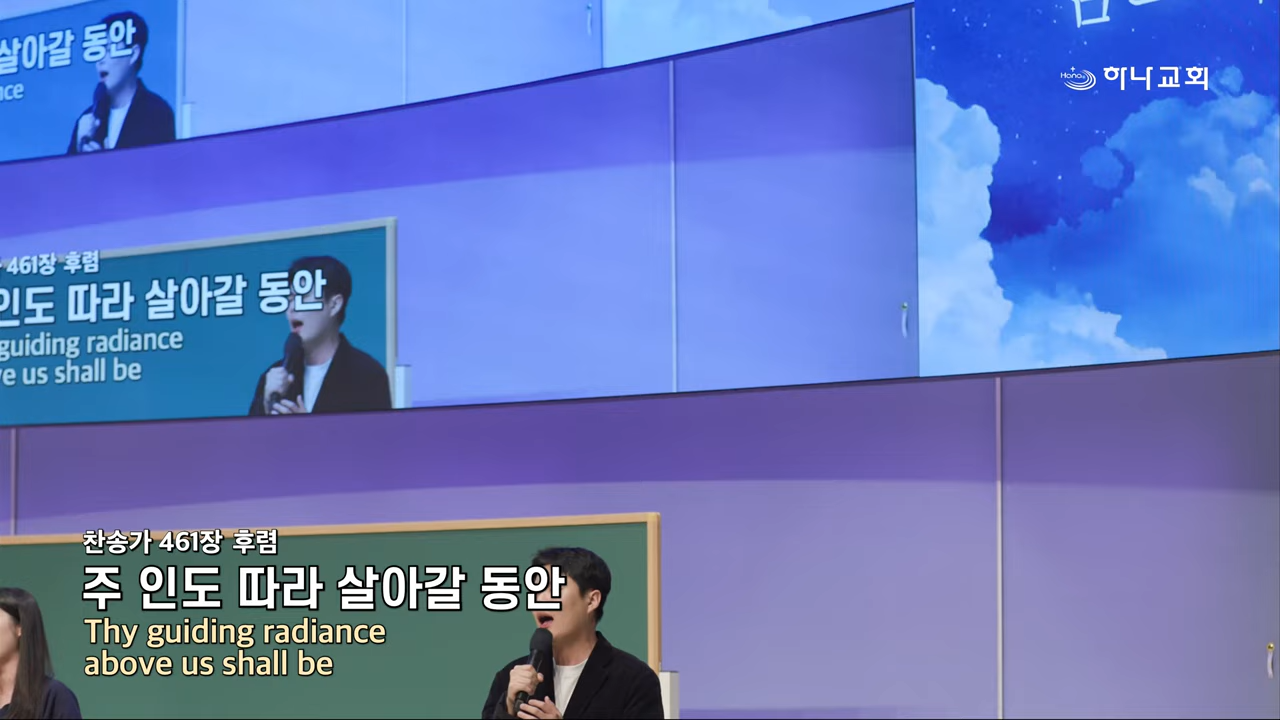 살아갈 동안
nce
Hana
하나교회
461장 후렴
인도 따라 살아갈 동안
guiding radiance
us shall be
찬송가 461장 후렴
주 인도 따라 살아갈 동안
Thy guiding radiance
above us shall be